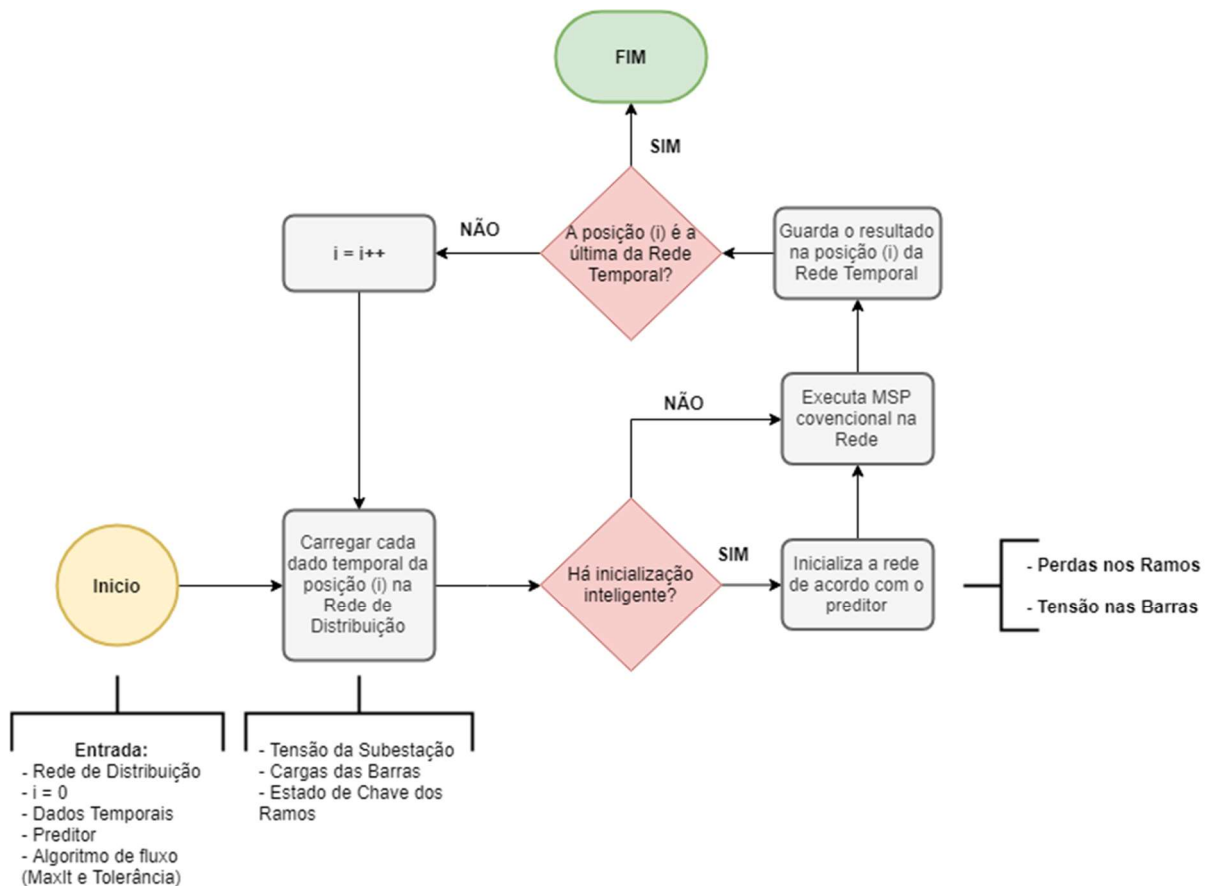 FIM
SIM
A posição (i) é a
última da Rede
Temporal?
NÃO
i = i++
Guarda o resultado
na posição (i) da
Rede Temporal
Executa MSP
covencional na
Rede
NÃO
Inicio
Carregar cada
dado temporal da
posição (i) na
Rede de
Distribuição
Há inicialização
inteligente?
SIM
Inicializa a rede
de acordo com o
preditor
- Perdas nos Ramos
- Tensão nas Barras
Entrada:
- Rede de Distribuição
- i = 0
- Dados Temporais
- Preditor
- Algoritmo de fluxo
(MaxIt e Tolerância)
- Tensão da Subestação
- Cargas das Barras
- Estado de Chave dos
Ramos